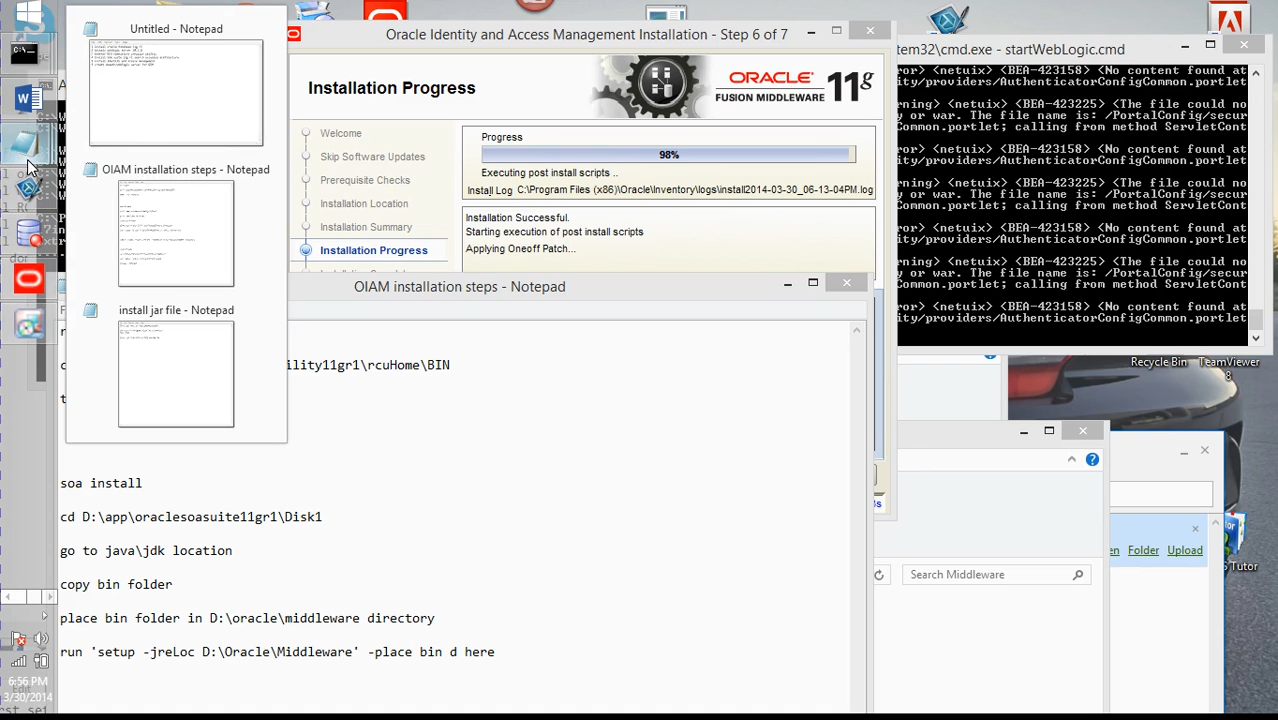 Untitled - Notepad
OIAM installation steps - Notepad
install jar file - Notepad
Oracle Identity and Access Management Installation - Step 6 of 7
Installation Progress
ORACLE
FUSION MIDDLEWARE
11g
Welcome
Skip Software Updates
Prerequisite Checks
Installation Location
Installation Summary
Installation Progress
Progress
98%
Executing post install scripts ..
Install Log C:\Program Files (x86)\Oracle\Inventory\logs\install2014-03-30_06-13-04PM.log
Installation Successful.
Starting execution of post install scripts
Applying Oneoff Patch...
tem32\cmd.exe - startWebLogic.cmd
ror> <netuix> <BEA-423158> <No content found at
ity/providers/AuthenticatorConfigCommon.portlet
rning> <netuix> <BEA-423225> <The file could no
y or war. The file name is: /PortalConfig/secur
Common.portlet; calling from method ServletCont
ror> <netuix> <BEA-423158> <No content found at
ity/providers/AuthenticatorConfigCommon.portlet
rning> <netuix> <BEA-423225> <The file could no
y or war. The file name is: /PortalConfig/secur
Common.portlet; calling from method ServletCont
ror> <netuix> <BEA-423158> <No content found at
ity/providers/AuthenticatorConfigCommon.portlet
rning> <netuix> <BEA-423225> <The file could no
y or war. The file name is: /PortalConfig/secur
Common.portlet; calling from method ServletCont
ror> <netuix> <BEA-423158> <No content found at
ity/providers/AuthenticatorConfigCommon.portlet
OIAM installation steps - Notepad
ility11gr1\rcuHome\BIN
soa install
cd D:\app\oraclesoasuite11gr1\Disk1
go to java\jdk location
copy bin folder
place bin folder in D:\oracle\middleware directory
run 'setup -jreLoc D:\Oracle\Middleware' -place bin d here
Recycle Bin
TeamViewer
8
Search Middleware
en Folder Upload
Tutor
6:56 PM
3/30/2014